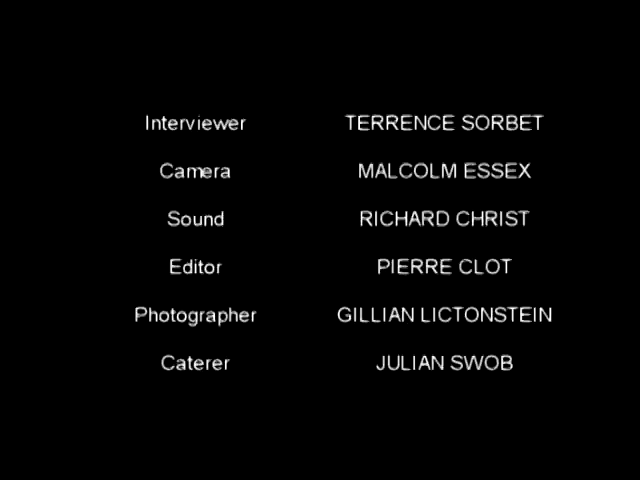 Interviewer TERRENCE SORBET
Camera MALCOLM ESSEX
Sound RICHARD CHRIST
Editor PIERRE CLOT
Photographer GILLIAN LICTONSTEIN
Caterer JULIAN SWOB